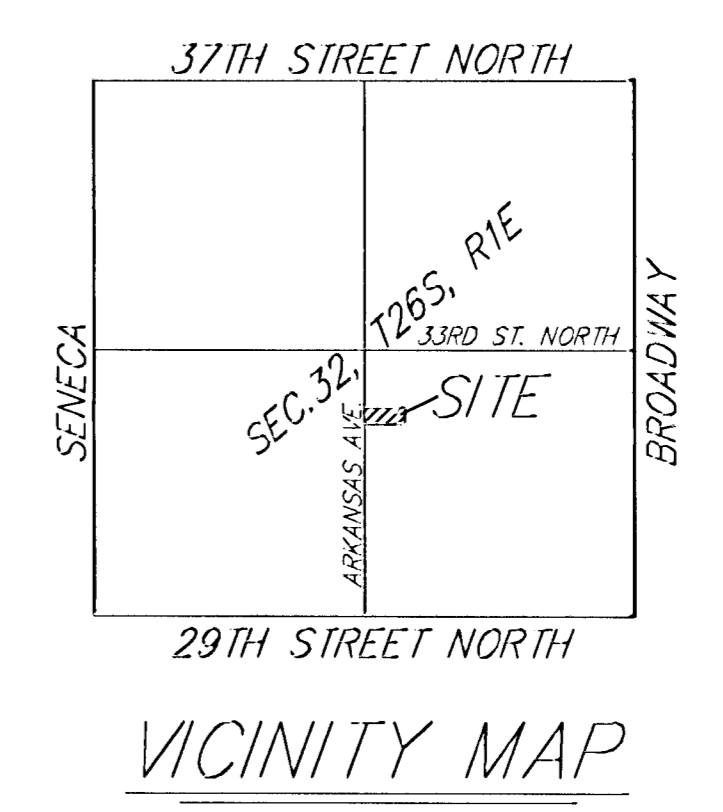 37TH STREET NORTH
SEC.32, T26S, R1E
33RD ST. NORTH
SENECA
BROADWAY
SITE
ARKANSAS AVE.
29TH STREET NORTH
VICINITY MAP